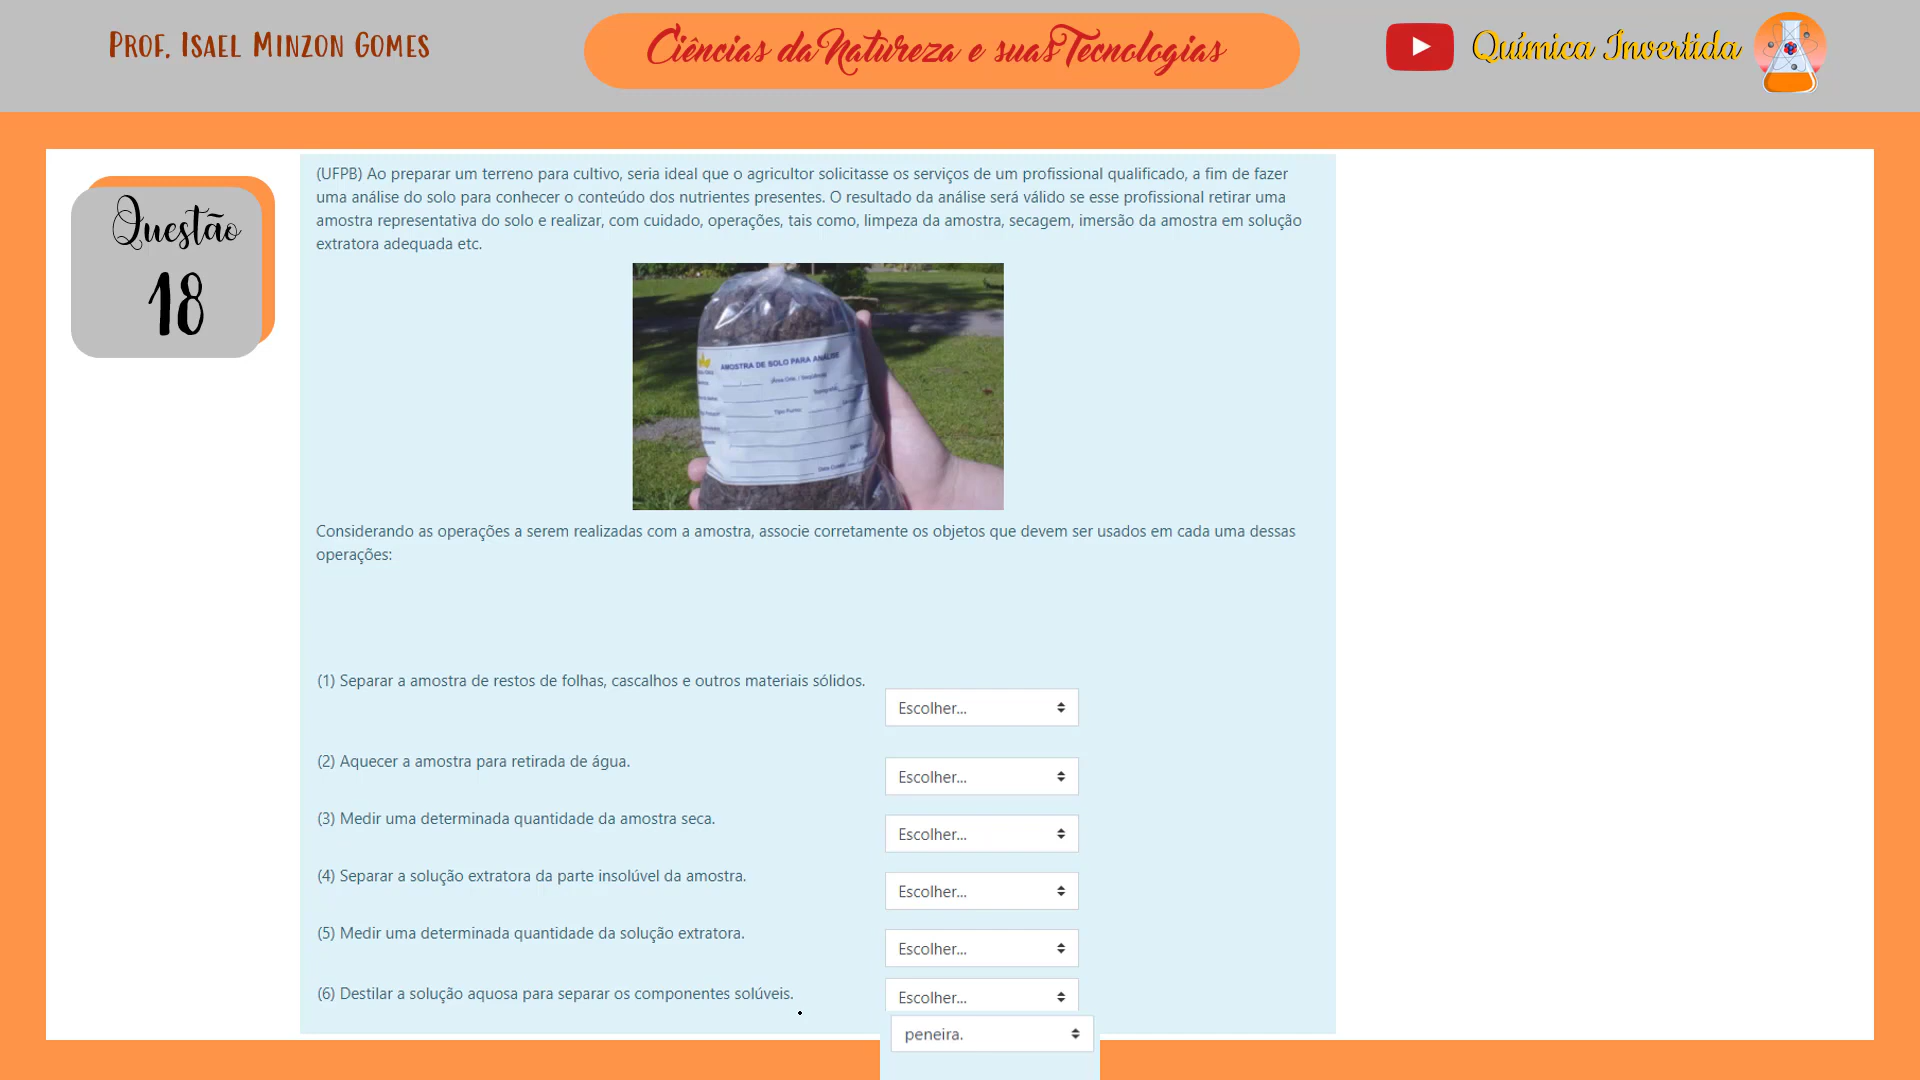 Prof. Isael Minzon Gomes
Ciências da Natureza e suas Tecnologias
Química Invertida
Questão
18
(UFPB) Ao preparar um terreno para cultivo, seria ideal que o agricultor solicitasse os serviços de um profissional qualificado, a fim de fazer
uma análise do solo para conhecer o conteúdo dos nutrientes presentes. O resultado da análise será válido se esse profissional retirar uma
amostra representativa do solo e realizar, com cuidado, operações, tais como, limpeza da amostra, secagem, imersão da amostra em solução
extratora adequada etc.
AMOSTRA DE SOLO PARA ANÁLISE
Considerando as operações a serem realizadas com a amostra, associe corretamente os objetos que devem ser usados em cada uma dessas
operações:
(1) Separar a amostra de restos de folhas, cascalhos e outros materiais sólidos.
Escolher...
(2) Aquecer a amostra para retirada de água.
Escolher...
(3) Medir uma determinada quantidade da amostra seca.
Escolher...
(4) Separar a solução extratora da parte insolúvel da amostra.
Escolher...
(5) Medir uma determinada quantidade da solução extratora.
Escolher...
(6) Destilar a solução aquosa para separar os componentes solúveis.
Escolher...
peneira.